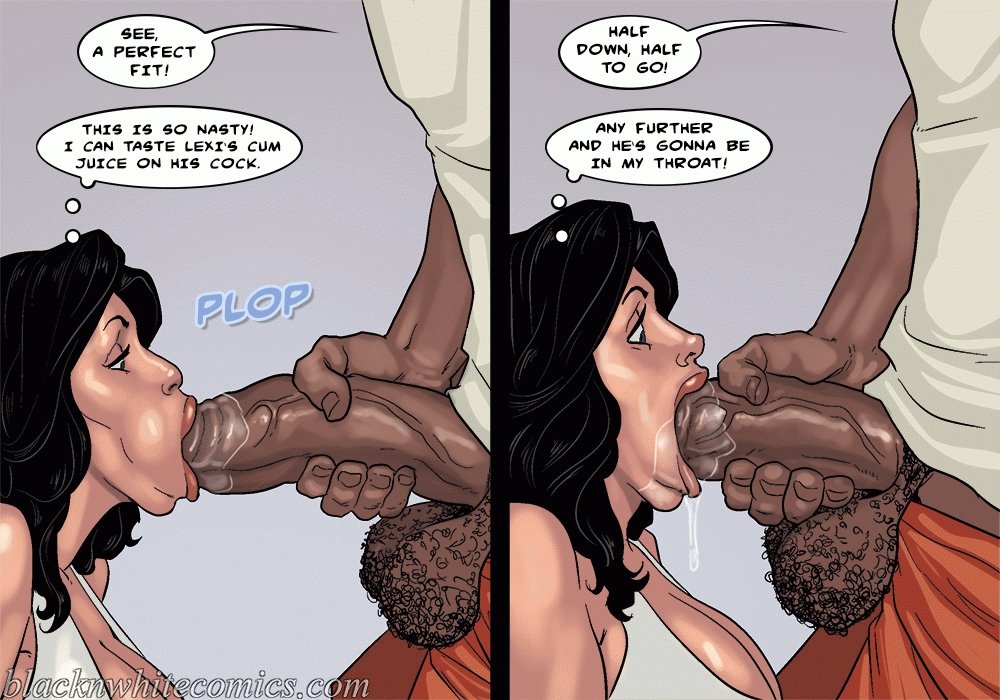 SEE,
A PERFECT
FIT!
THIS IS SO NASTY!
I CAN TASTE LEXI'S CUM
JUICE ON HIS COCK.
PLOP
HALF
DOWN, HALF
TO GO!
ANY FURTHER
AND HE'S GONNA BE
IN MY THROAT!
blacknwhitecomics.com